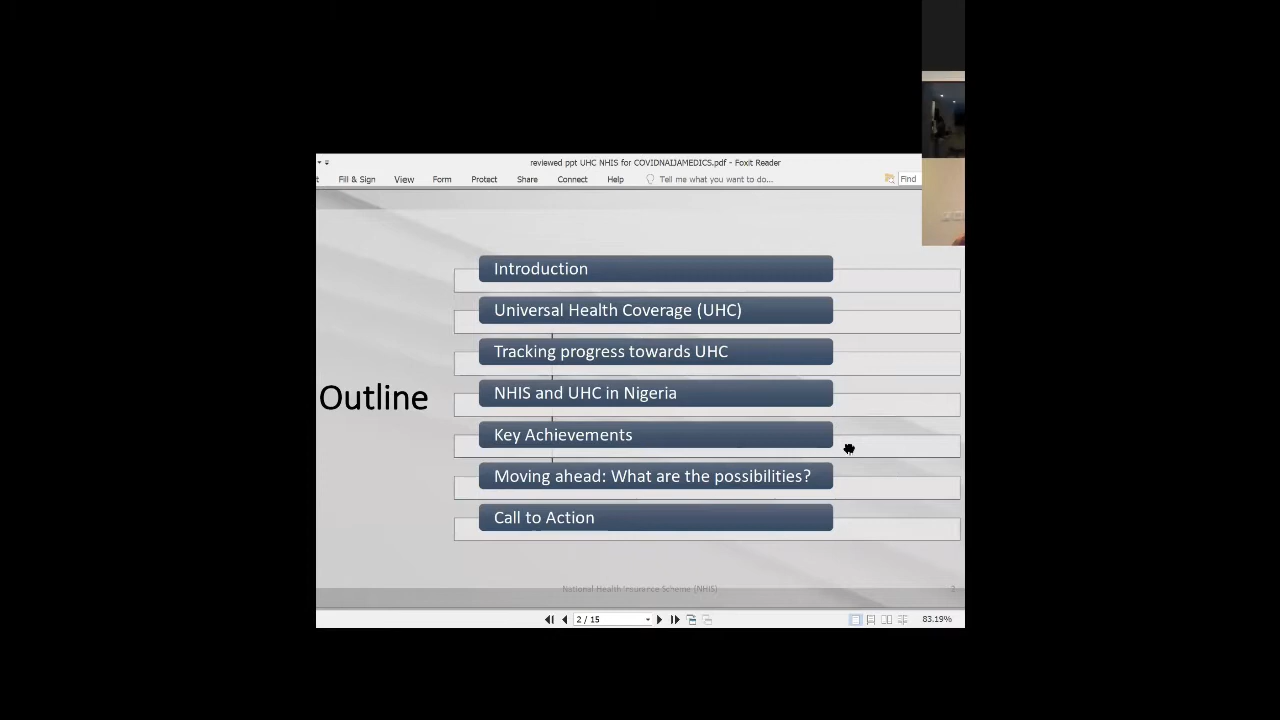 reviewed ppt UHC NHIS for COVIDNAIJAMEDICS.pdf - Foxit Reader
Fill & Sign View Form Protect Share Connect Help Tell me what you want to do... Find
Outline
Introduction
Universal Health Coverage (UHC)
Tracking progress towards UHC
NHIS and UHC in Nigeria
Key Achievements
Moving ahead: What are the possibilities?
Call to Action
National Health Insurance Scheme (NHIS) 2
2 / 15 83.19%